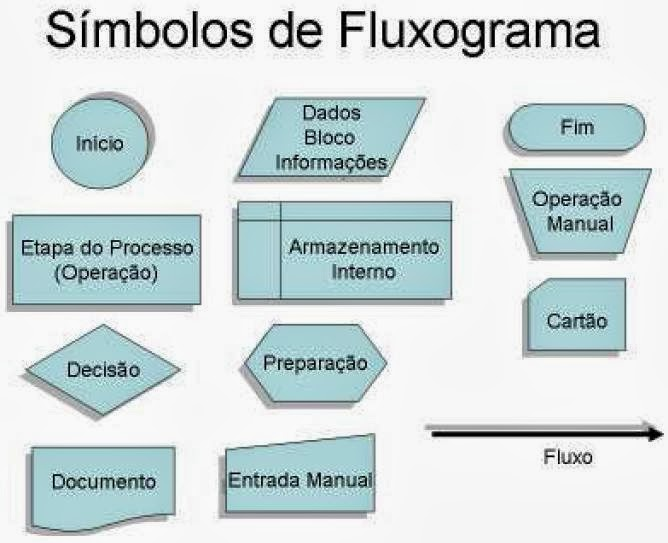 Símbolos de Fluxograma
Início
Dados
Bloco
Informações
Fim
Etapa do Processo
(Operação)
Armazenamento
Interno
Operação
Manual
Decisão
Preparação
Cartão
Documento
Entrada Manual
Fluxo